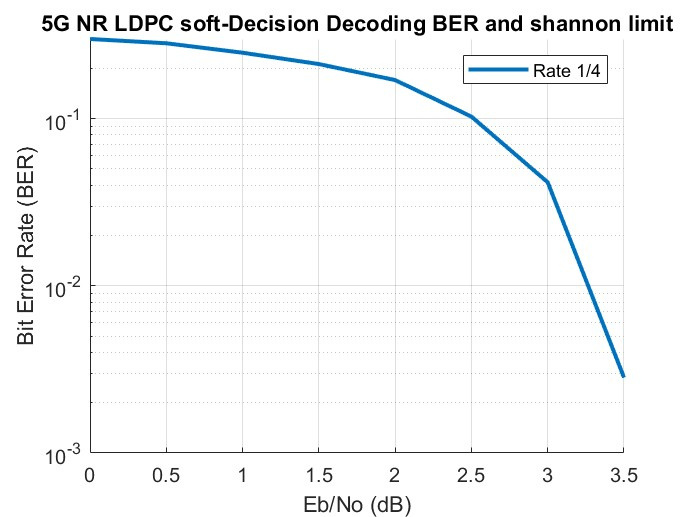 5G NR LDPC soft-Decision Decoding BER and shannon limit
Rate 1/4
Bit Error Rate (BER)
10-1
10-2
10-3
0 0.5 1 1.5 2 2.5 3 3.5
Eb/No (dB)